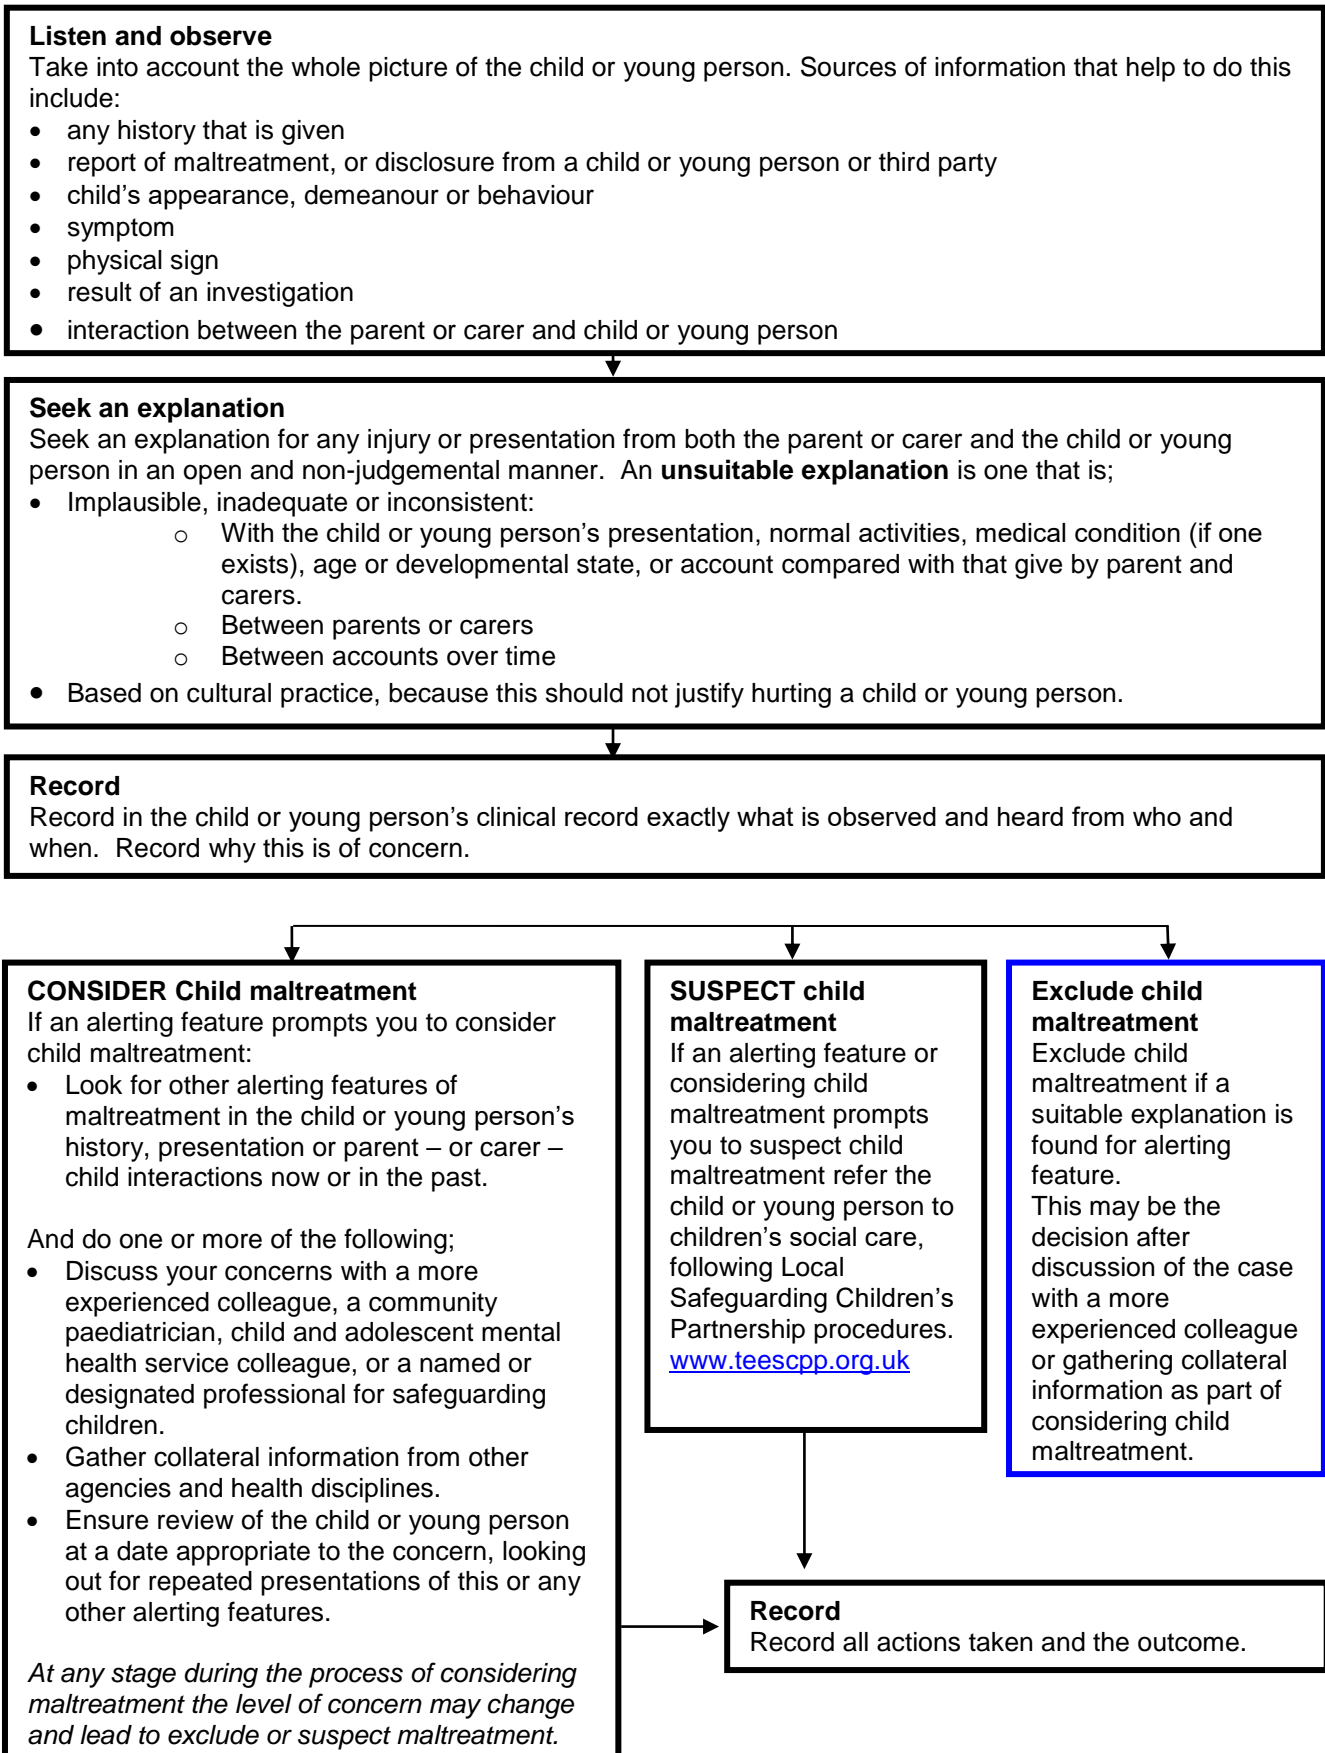 Listen and observe
Take into account the whole picture of the child or young person. Sources of information that help to do this
include:
• any history that is given
• report of maltreatment, or disclosure from a child or young person or third party
• child’s appearance, demeanour or behaviour
• symptom
• physical sign
• result of an investigation
• interaction between the parent or carer and child or young person
Seek an explanation
Seek an explanation for any injury or presentation from both the parent or carer and the child or young
person in an open and non-judgemental manner.  An unsuitable explanation is one that is;
• Implausible, inadequate or inconsistent:
o With the child or young person’s presentation, normal activities, medical condition (if one
exists), age or developmental state, or account compared with that give by parent and
carers.
o Between parents or carers
o Between accounts over time
• Based on cultural practice, because this should not justify hurting a child or young person.
Record
Record in the child or young person’s clinical record exactly what is observed and heard from who and
when.  Record why this is of concern.
CONSIDER Child maltreatment
If an alerting feature prompts you to consider
child maltreatment:
• Look for other alerting features of
maltreatment in the child or young person’s
history, presentation or parent – or carer –
child interactions now or in the past.
And do one or more of the following;
• Discuss your concerns with a more
experienced colleague, a community
paediatrician, child and adolescent mental
health service colleague, or a named or
designated professional for safeguarding
children.
• Gather collateral information from other
agencies and health disciplines.
• Ensure review of the child or young person
at a date appropriate to the concern, looking
out for repeated presentations of this or any
other alerting features.
At any stage during the process of considering
maltreatment the level of concern may change
and lead to exclude or suspect maltreatment.
SUSPECT child
maltreatment
If an alerting feature or
considering child
maltreatment prompts
you to suspect child
maltreatment refer the
child or young person to
children’s social care,
following Local
Safeguarding Children’s
Partnership procedures.
www.teescpp.org.uk
Exclude child
maltreatment
Exclude child
maltreatment if a
suitable explanation is
found for alerting
feature.
This may be the
decision after
discussion of the case
with a more
experienced colleague
or gathering collateral
information as part of
considering child
maltreatment.
Record
Record all actions taken and the outcome.